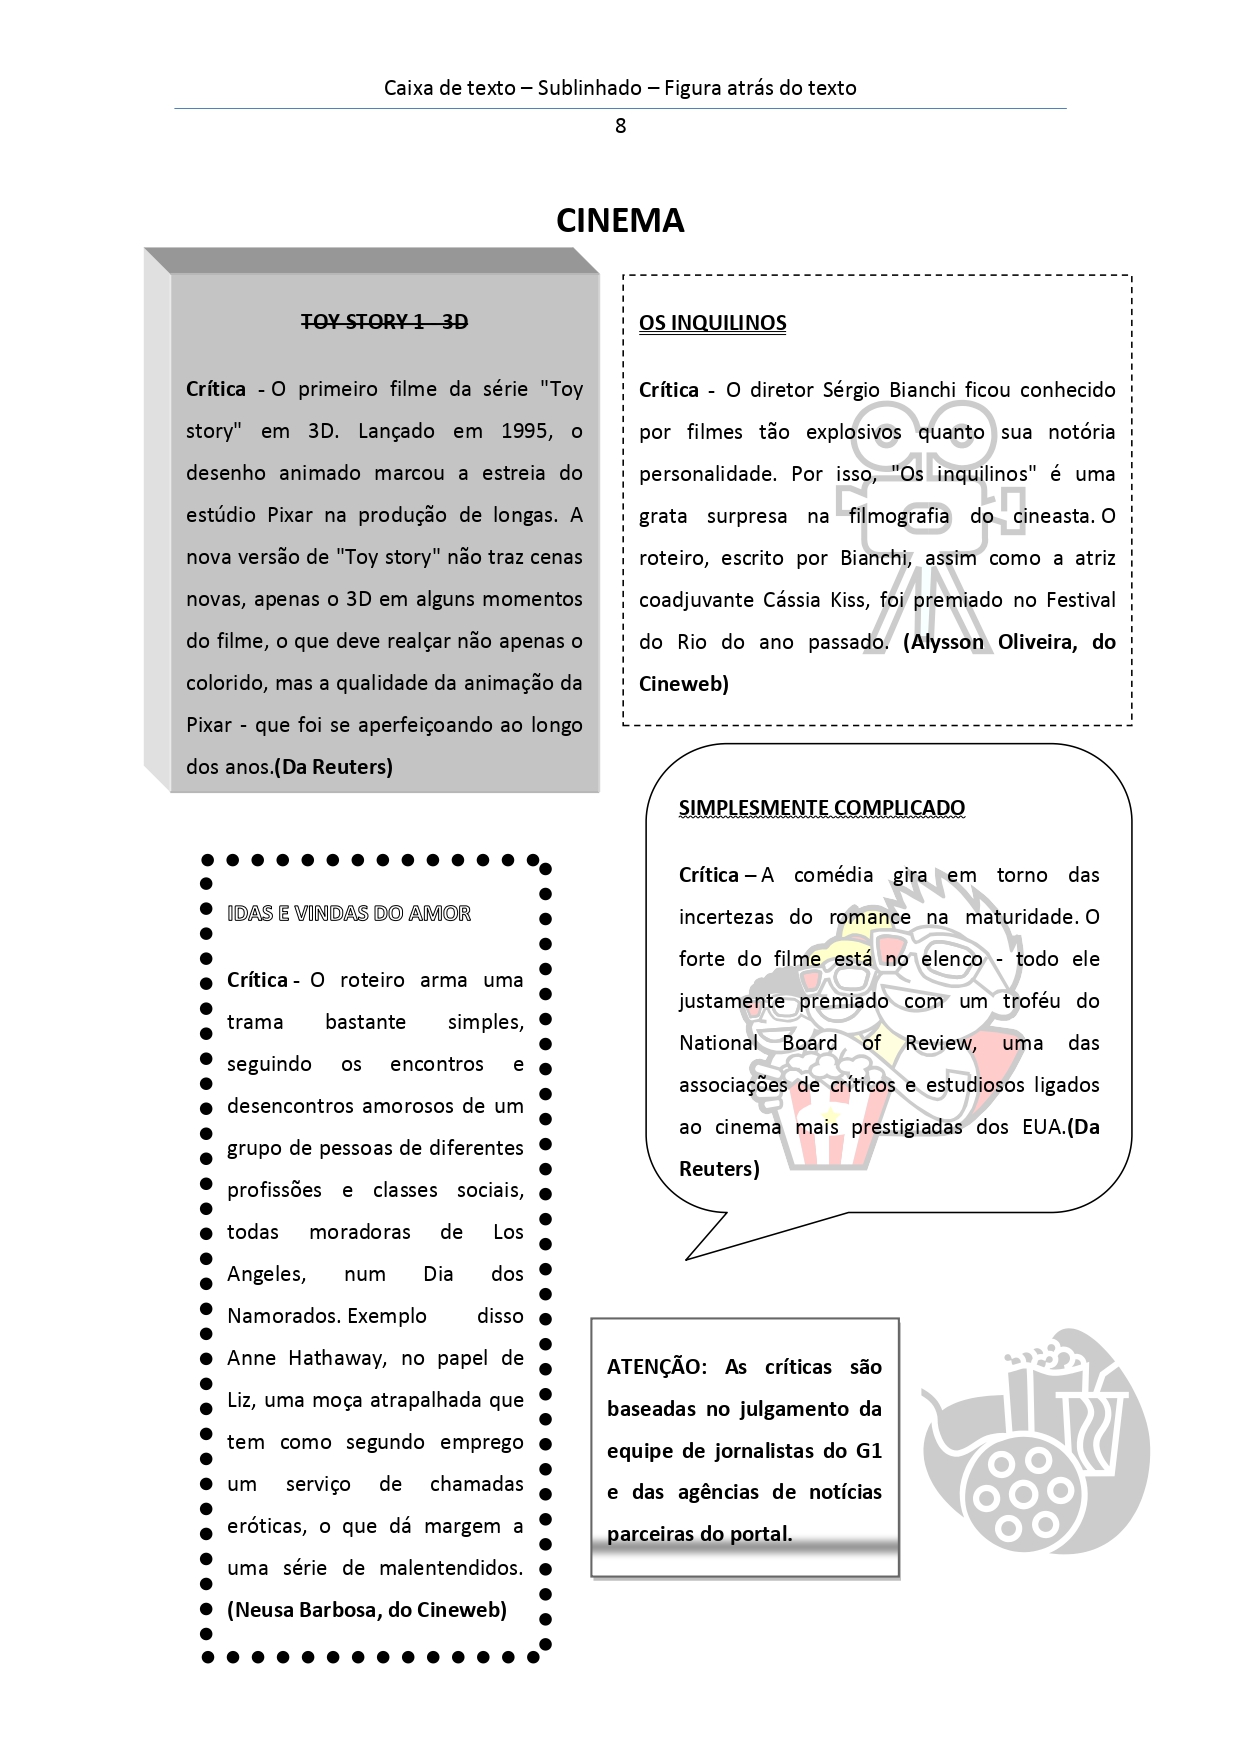 Caixa de texto – Sublinhado – Figura atrás do texto
8
CINEMA
TOY STORY 1 - 3D
Crítica - O primeiro filme da série "Toy
story" em 3D. Lançado em 1995, o
desenho animado marcou a estreia do
estúdio Pixar na produção de longas. A
nova versão de "Toy story" não traz cenas
novas, apenas o 3D em alguns momentos
do filme, o que deve realçar não apenas o
colorido, mas a qualidade da animação da
Pixar - que foi se aperfeiçoando ao longo
dos anos.(Da Reuters)
OS INQUILINOS
Crítica - O diretor Sérgio Bianchi ficou conhecido
por filmes tão explosivos quanto sua notória
personalidade. Por isso, "Os inquilinos" é uma
grata surpresa na filmografia do cineasta. O
roteiro, escrito por Bianchi, assim como a atriz
coadjuvante Cássia Kiss, foi premiado no Festival
do Rio do ano passado. (Alysson Oliveira, do
Cineweb)
SIMPLESMENTE COMPLICADO
Crítica – A comédia gira em torno das
incertezas do romance na maturidade. O
forte do filme está no elenco - todo ele
justamente premiado com um troféu do
National Board of Review, uma das
associações de críticos e estudiosos ligados
ao cinema mais prestigiadas dos EUA.(Da
Reuters)
IDAS E VINDAS DO AMOR
Crítica - O roteiro arma uma
trama bastante simples,
seguindo os encontros e
desencontros amorosos de um
grupo de pessoas de diferentes
profissões e classes sociais,
todas moradoras de Los
Angeles, num Dia dos
Namorados. Exemplo disso
Anne Hathaway, no papel de
Liz, uma moça atrapalhada que
tem como segundo emprego
um serviço de chamadas
eróticas, o que dá margem a
uma série de malentendidos.
(Neusa Barbosa, do Cineweb)
ATENÇÃO: As críticas são
baseadas no julgamento da
equipe de jornalistas do G1
e das agências de notícias
parceiras do portal.